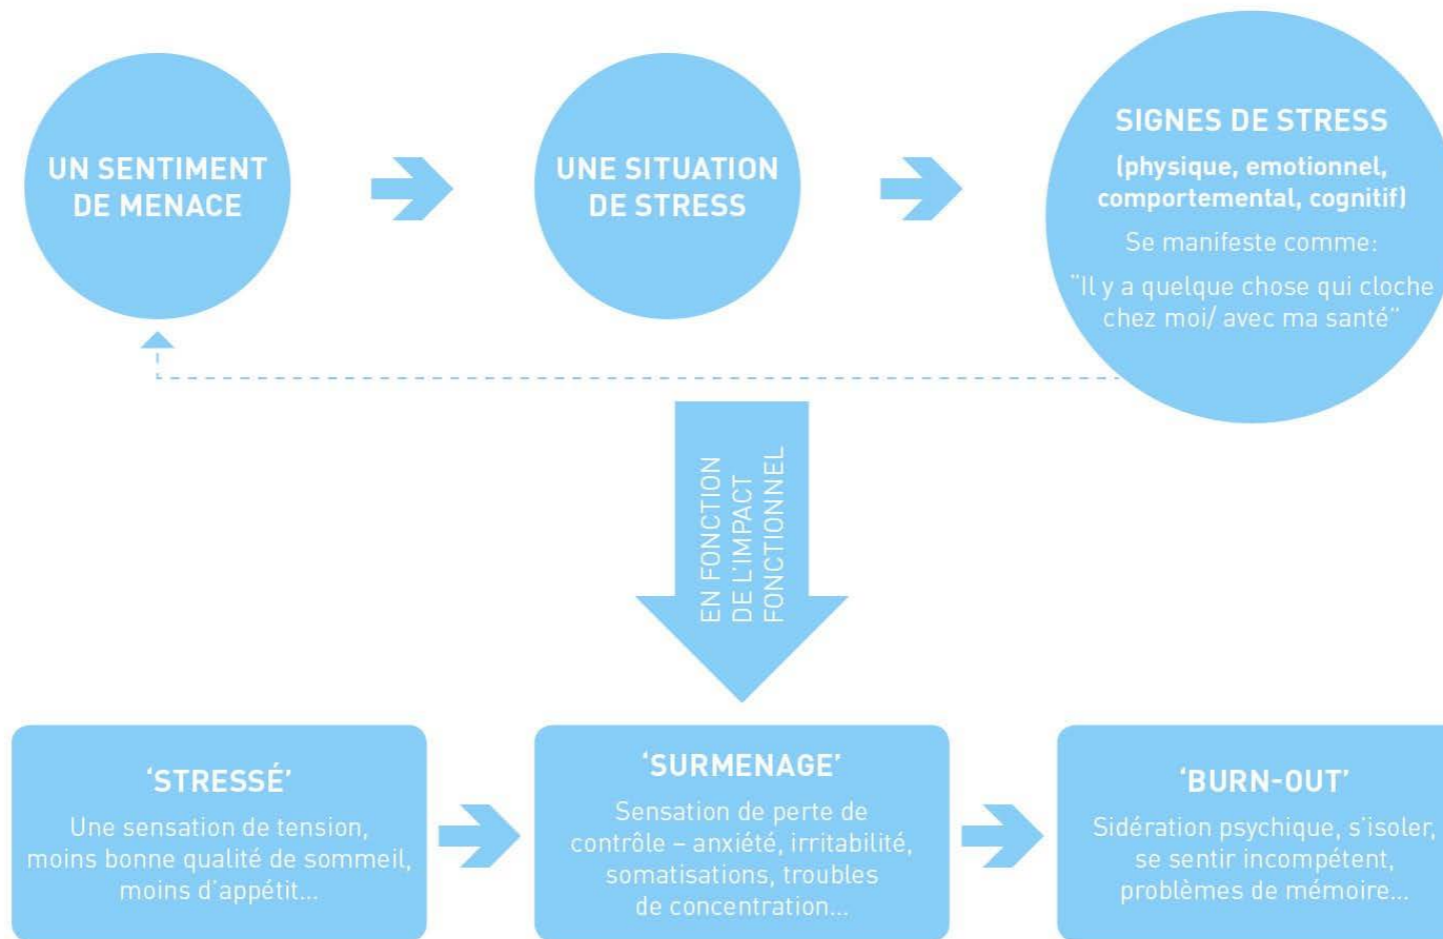 UN SENTIMENT
DE MENACE
UNE SITUATION
DE STRESS
SIGNES DE STRESS
(physique, emotionnel,
comportemental, cognitif)
Se manifeste comme:
"Il y a quelque chose qui cloche
chez moi/ avec ma santé"
EN FONCTION
DE L'IMPACT
FONCTIONNEL
'STRESSÉ'
Une sensation de tension,
moins bonne qualité de sommeil,
moins d'appétit...
'SURMENAGE'
Sensation de perte de
contrôle – anxiété, irritabilité,
somatisations, troubles
de concentration...
'BURN-OUT'
Sidération psychique, s'isoler,
se sentir incompétent,
problèmes de mémoire...